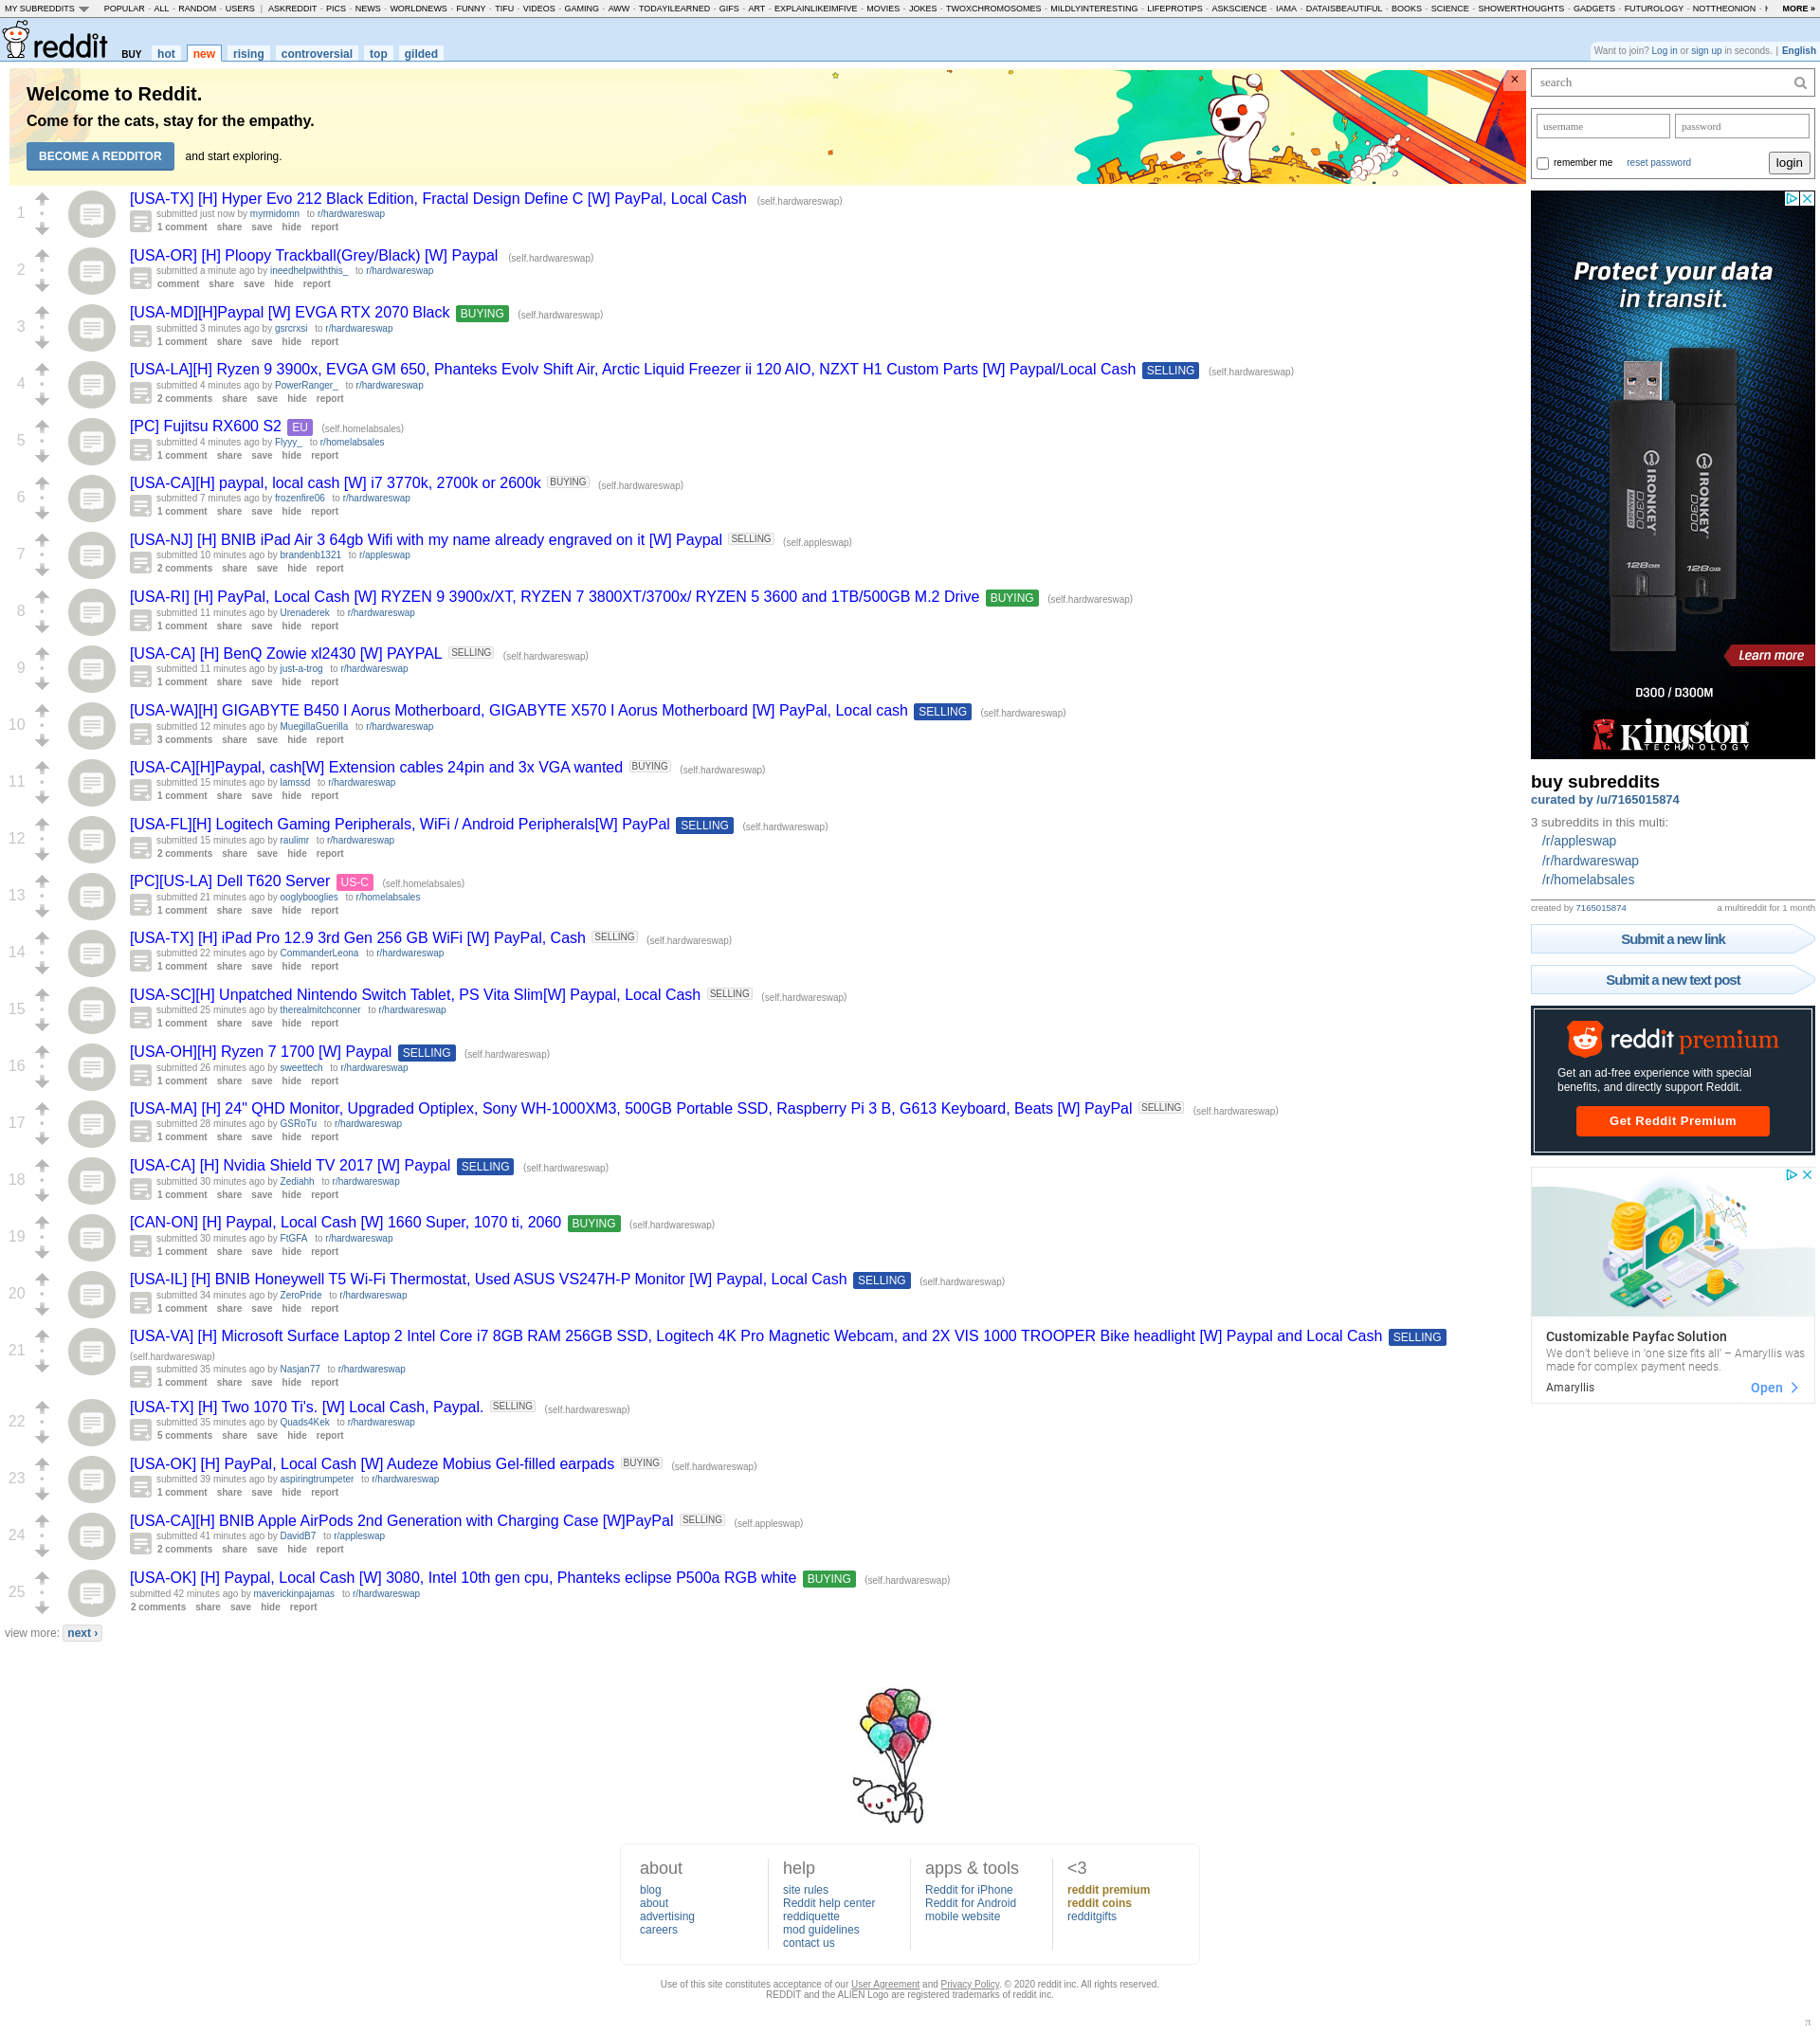 MY SUBREDDITS POPULAR - ALL - RANDOM - USERS | ASKREDDIT - PICS - NEWS - WORLDNEWS - FUNNY - TIFU - VIDEOS - GAMING - AWW - TODAYILEARNED - GIFS - ART - EXPLAINLIKEIMFIVE - MOVIES - JOKES - TWOXCHROMOSOMES - MILDLYINTERESTING - LIFEPROTIPS - ASKSCIENCE - IAMA - DATAISBEAUTIFUL - BOOKS - SCIENCE - SHOWERTHOUGHTS - GADGETS - FUTUROLOGY - NOTTHEONION - MORE »
reddit BUY hot new rising controversial top gilded
Want to join? Log in or sign up in seconds. | English
Welcome to Reddit.
Come for the cats, stay for the empathy.
BECOME A REDDITOR and start exploring.
×
1
[USA-TX] [H] Hyper Evo 212 Black Edition, Fractal Design Define C [W] PayPal, Local Cash (self.hardwareswap)
submitted just now by myrmidomn to r/hardwareswap
1 comment share save hide report
2
[USA-OR] [H] Ploopy Trackball(Grey/Black) [W] Paypal (self.hardwareswap)
submitted a minute ago by ineedhelpwiththis_ to r/hardwareswap
comment share save hide report
3
[USA-MD][H]Paypal [W] EVGA RTX 2070 Black BUYING (self.hardwareswap)
submitted 3 minutes ago by gsrcrxsi to r/hardwareswap
1 comment share save hide report
4
[USA-LA][H] Ryzen 9 3900x, EVGA GM 650, Phanteks Evolv Shift Air, Arctic Liquid Freezer ii 120 AIO, NZXT H1 Custom Parts [W] Paypal/Local Cash SELLING (self.hardwareswap)
submitted 4 minutes ago by PowerRanger_ to r/hardwareswap
2 comments share save hide report
5
[PC] Fujitsu RX600 S2 EU (self.homelabsales)
submitted 4 minutes ago by Flyyy_ to r/homelabsales
1 comment share save hide report
6
[USA-CA][H] paypal, local cash [W] i7 3770k, 2700k or 2600k BUYING (self.hardwareswap)
submitted 7 minutes ago by frozenfire06 to r/hardwareswap
1 comment share save hide report
7
[USA-NJ] [H] BNIB iPad Air 3 64gb Wifi with my name already engraved on it [W] Paypal SELLING (self.appleswap)
submitted 10 minutes ago by brandenb1321 to r/appleswap
2 comments share save hide report
8
[USA-RI] [H] PayPal, Local Cash [W] RYZEN 9 3900x/XT, RYZEN 7 3800XT/3700x/ RYZEN 5 3600 and 1TB/500GB M.2 Drive BUYING (self.hardwareswap)
submitted 11 minutes ago by Urenaderek to r/hardwareswap
1 comment share save hide report
9
[USA-CA] [H] BenQ Zowie xl2430 [W] PAYPAL SELLING (self.hardwareswap)
submitted 11 minutes ago by just-a-trog to r/hardwareswap
1 comment share save hide report
10
[USA-WA][H] GIGABYTE B450 I Aorus Motherboard, GIGABYTE X570 I Aorus Motherboard [W] PayPal, Local cash SELLING (self.hardwareswap)
submitted 12 minutes ago by MuegillaGuerilla to r/hardwareswap
3 comments share save hide report
11
[USA-CA][H]Paypal, cash[W] Extension cables 24pin and 3x VGA wanted BUYING (self.hardwareswap)
submitted 15 minutes ago by lamssd to r/hardwareswap
1 comment share save hide report
12
[USA-FL][H] Logitech Gaming Peripherals, WiFi / Android Peripherals[W] PayPal SELLING (self.hardwareswap)
submitted 15 minutes ago by raulimr to r/hardwareswap
2 comments share save hide report
13
[PC][US-LA] Dell T620 Server US-C (self.homelabsales)
submitted 21 minutes ago by ooglybooglies to r/homelabsales
1 comment share save hide report
14
[USA-TX] [H] iPad Pro 12.9 3rd Gen 256 GB WiFi [W] PayPal, Cash SELLING (self.hardwareswap)
submitted 22 minutes ago by CommanderLeona to r/hardwareswap
1 comment share save hide report
15
[USA-SC][H] Unpatched Nintendo Switch Tablet, PS Vita Slim[W] Paypal, Local Cash SELLING (self.hardwareswap)
submitted 25 minutes ago by therealmitchconner to r/hardwareswap
1 comment share save hide report
16
[USA-OH][H] Ryzen 7 1700 [W] Paypal SELLING (self.hardwareswap)
submitted 26 minutes ago by sweettech to r/hardwareswap
1 comment share save hide report
17
[USA-MA] [H] 24" QHD Monitor, Upgraded Optiplex, Sony WH-1000XM3, 500GB Portable SSD, Raspberry Pi 3 B, G613 Keyboard, Beats [W] PayPal SELLING (self.hardwareswap)
submitted 28 minutes ago by GSRoTu to r/hardwareswap
1 comment share save hide report
18
[USA-CA] [H] Nvidia Shield TV 2017 [W] Paypal SELLING (self.hardwareswap)
submitted 30 minutes ago by Zediahh to r/hardwareswap
1 comment share save hide report
19
[CAN-ON] [H] Paypal, Local Cash [W] 1660 Super, 1070 ti, 2060 BUYING (self.hardwareswap)
submitted 30 minutes ago by FtGFA to r/hardwareswap
1 comment share save hide report
20
[USA-IL] [H] BNIB Honeywell T5 Wi-Fi Thermostat, Used ASUS VS247H-P Monitor [W] Paypal, Local Cash SELLING (self.hardwareswap)
submitted 34 minutes ago by ZeroPride to r/hardwareswap
1 comment share save hide report
21
[USA-VA] [H] Microsoft Surface Laptop 2 Intel Core i7 8GB RAM 256GB SSD, Logitech 4K Pro Magnetic Webcam, and 2X VIS 1000 TROOPER Bike headlight [W] Paypal and Local Cash SELLING
(self.hardwareswap)
submitted 35 minutes ago by Nasjan77 to r/hardwareswap
1 comment share save hide report
22
[USA-TX] [H] Two 1070 Ti's. [W] Local Cash, Paypal. SELLING (self.hardwareswap)
submitted 35 minutes ago by Quads4Kek to r/hardwareswap
5 comments share save hide report
23
[USA-OK] [H] PayPal, Local Cash [W] Audeze Mobius Gel-filled earpads BUYING (self.hardwareswap)
submitted 39 minutes ago by aspiringtrumpeter to r/hardwareswap
1 comment share save hide report
24
[USA-CA][H] BNIB Apple AirPods 2nd Generation with Charging Case [W]PayPal SELLING (self.appleswap)
submitted 41 minutes ago by DavidB7 to r/appleswap
2 comments share save hide report
25
[USA-OK] [H] Paypal, Local Cash [W] 3080, Intel 10th gen cpu, Phanteks eclipse P500a RGB white BUYING (self.hardwareswap)
submitted 42 minutes ago by maverickinpajamas to r/hardwareswap
2 comments share save hide report
view more: next ›
search
username password
remember me reset password login
Protect your data
in transit.
IRONKEY D300 MANAGED
IRONKEY D300
128GB 128GB
Learn more
D300 / D300M
Kingston
TECHNOLOGY
buy subreddits
curated by /u/7165015874
3 subreddits in this multi:
/r/appleswap
/r/hardwareswap
/r/homelabsales
created by 7165015874 a multireddit for 1 month
Submit a new link
Submit a new text post
reddit premium
Get an ad-free experience with special
benefits, and directly support Reddit.
Get Reddit Premium
Customizable Payfac Solution
We don't believe in 'one size fits all' – Amaryllis was
made for complex payment needs.
Amaryllis Open
about
blog
about
advertising
careers
help
site rules
Reddit help center
reddiquette
mod guidelines
contact us
apps & tools
Reddit for iPhone
Reddit for Android
mobile website
<3
reddit premium
reddit coins
redditgifts
Use of this site constitutes acceptance of our User Agreement and Privacy Policy. © 2020 reddit inc. All rights reserved.
REDDIT and the ALIEN Logo are registered trademarks of reddit inc.
π